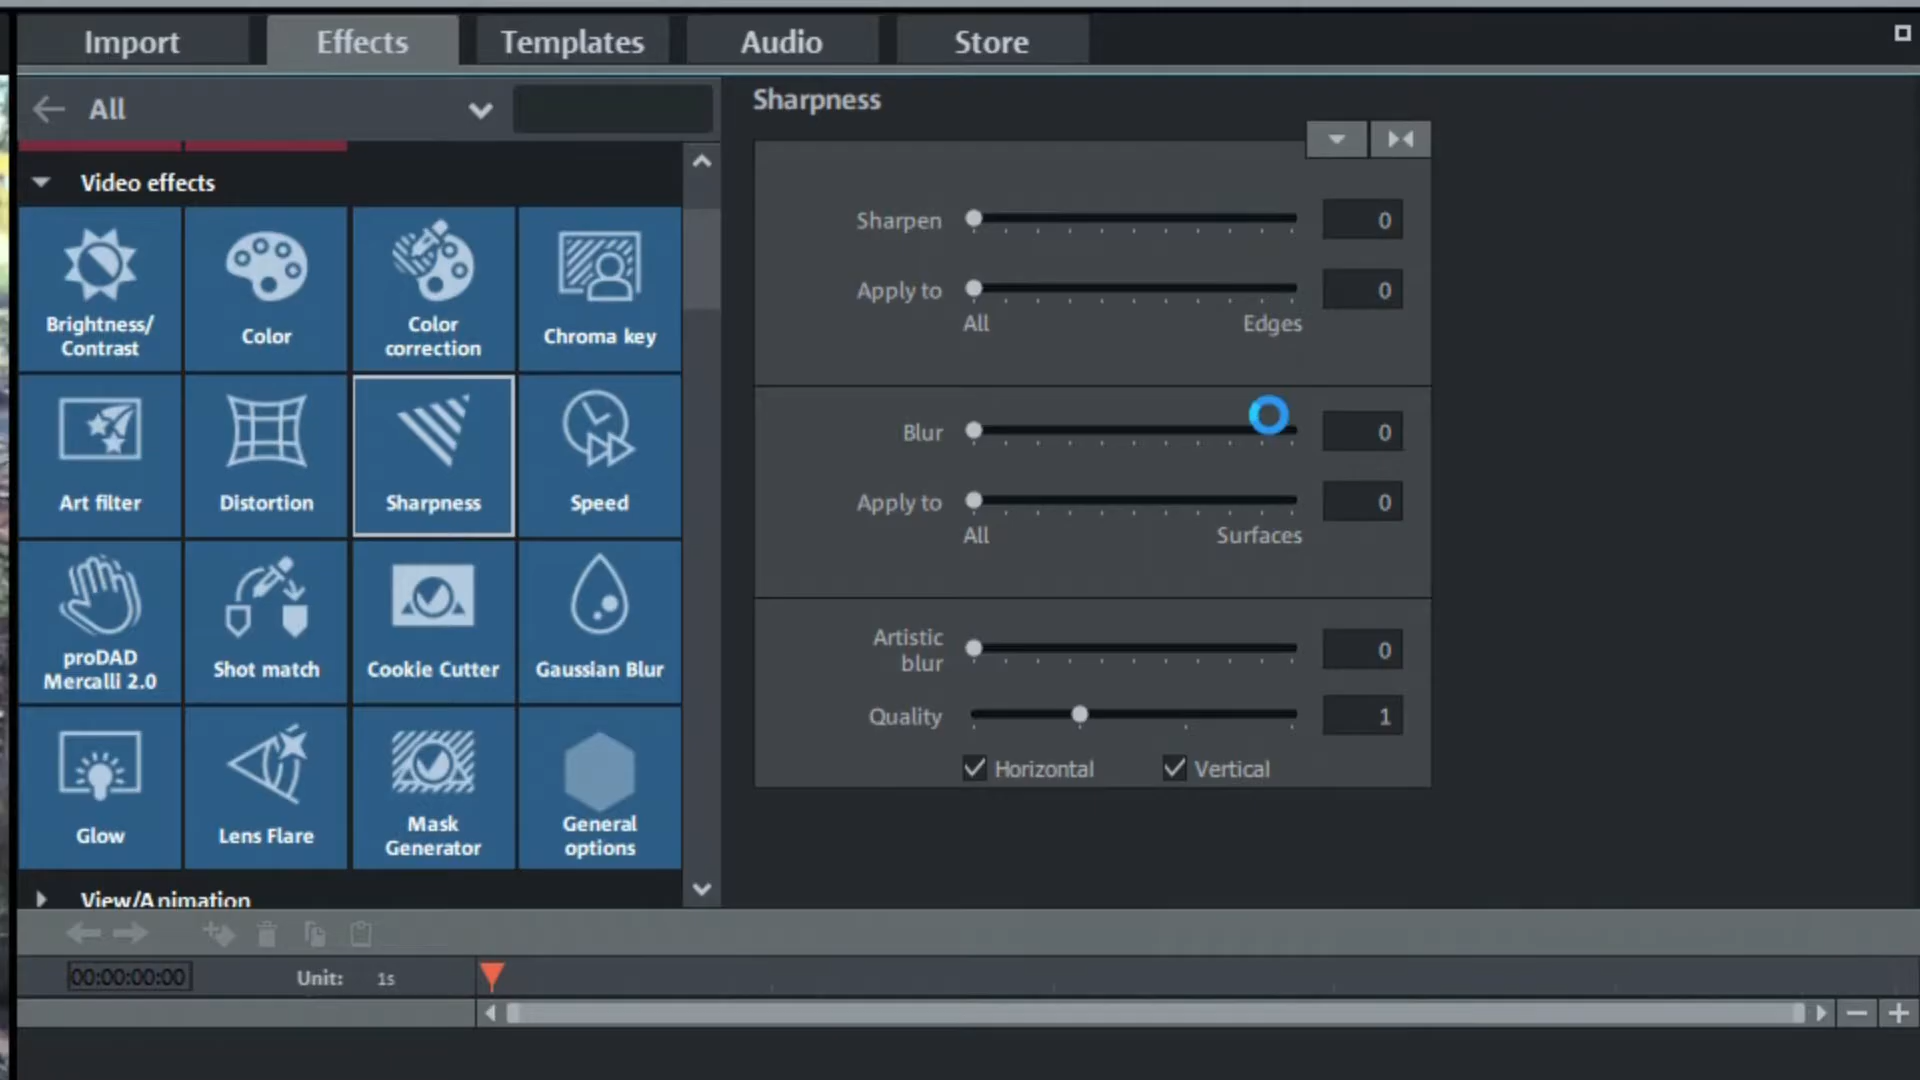 Import
Effects
Templates
Audio
Store
All
Video effects
Brightness/
Contrast
Color
Color
correction
Chroma key
Art filter
Distortion
Sharpness
Speed
proDAD
Mercalli 2.0
Shot match
Cookie Cutter
Gaussian Blur
Glow
Lens Flare
Mask
Generator
General
options
View/Animation
Sharpness
Sharpen
0
Apply to
0
All
Edges
Blur
0
Apply to
0
All
Surfaces
Artistic
blur
0
Quality
1
Horizontal
Vertical
00:00:00:00
Unit:
1s